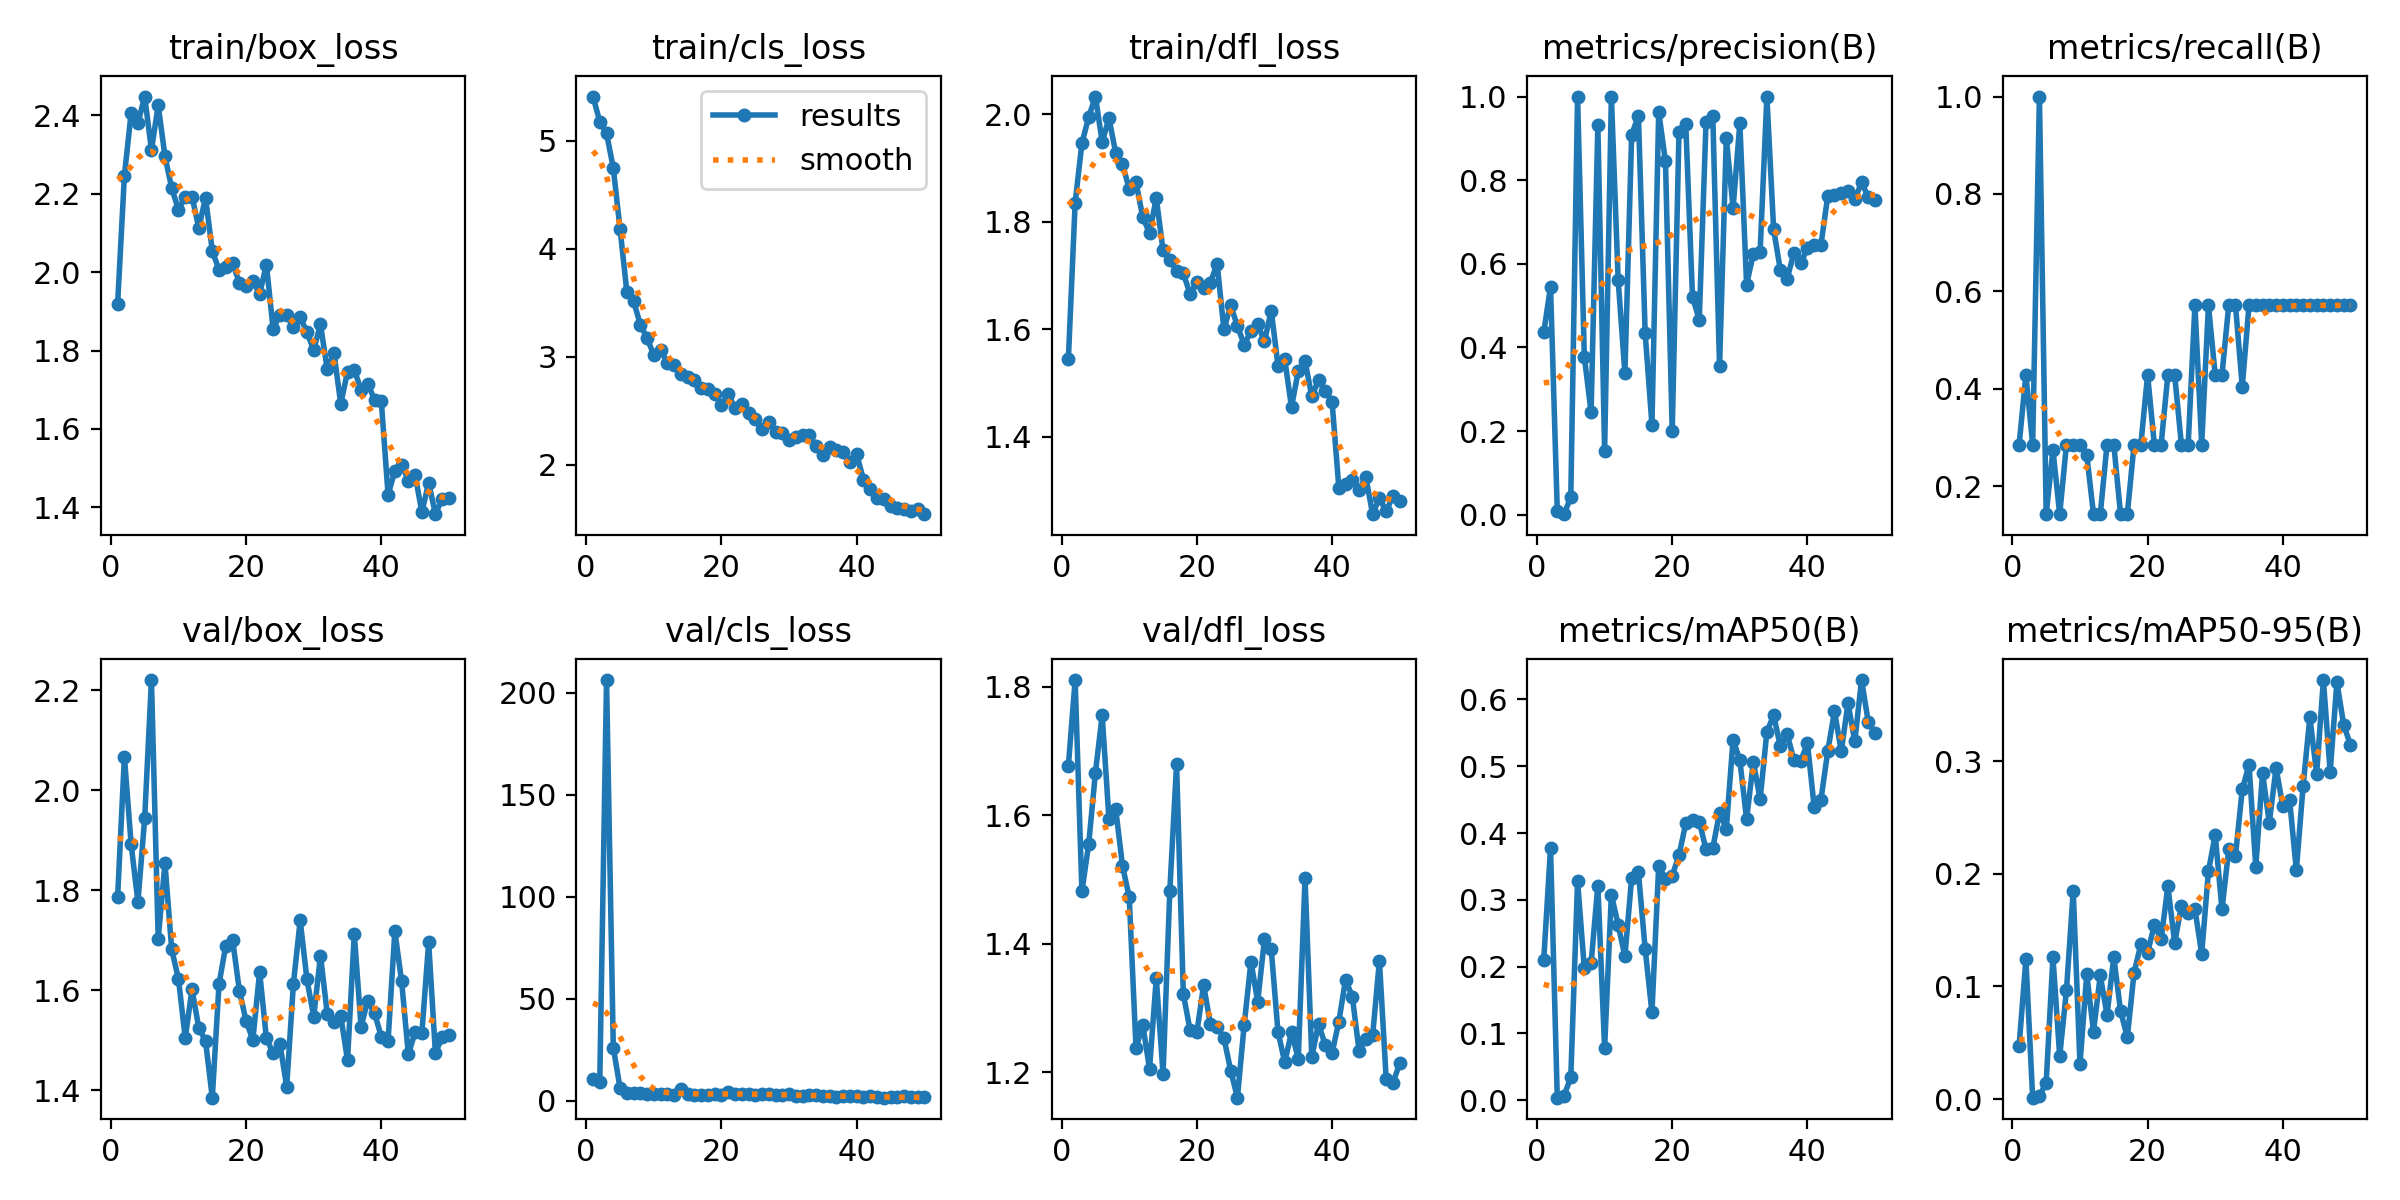 train/box_loss
2.4
2.2
2.0
1.8
1.6
1.4
0 20 40
train/cls_loss
results
smooth
5
4
3
2
0 20 40
train/dfl_loss
2.0
1.8
1.6
1.4
0 20 40
metrics/precision(B)
1.0
0.8
0.6
0.4
0.2
0.0
0 20 40
metrics/recall(B)
1.0
0.8
0.6
0.4
0.2
0 20 40
val/box_loss
2.2
2.0
1.8
1.6
1.4
0 20 40
val/cls_loss
200
150
100
50
0
0 20 40
val/dfl_loss
1.8
1.6
1.4
1.2
0 20 40
metrics/mAP50(B)
0.6
0.5
0.4
0.3
0.2
0.1
0.0
0 20 40
metrics/mAP50-95(B)
0.3
0.2
0.1
0.0
0 20 40